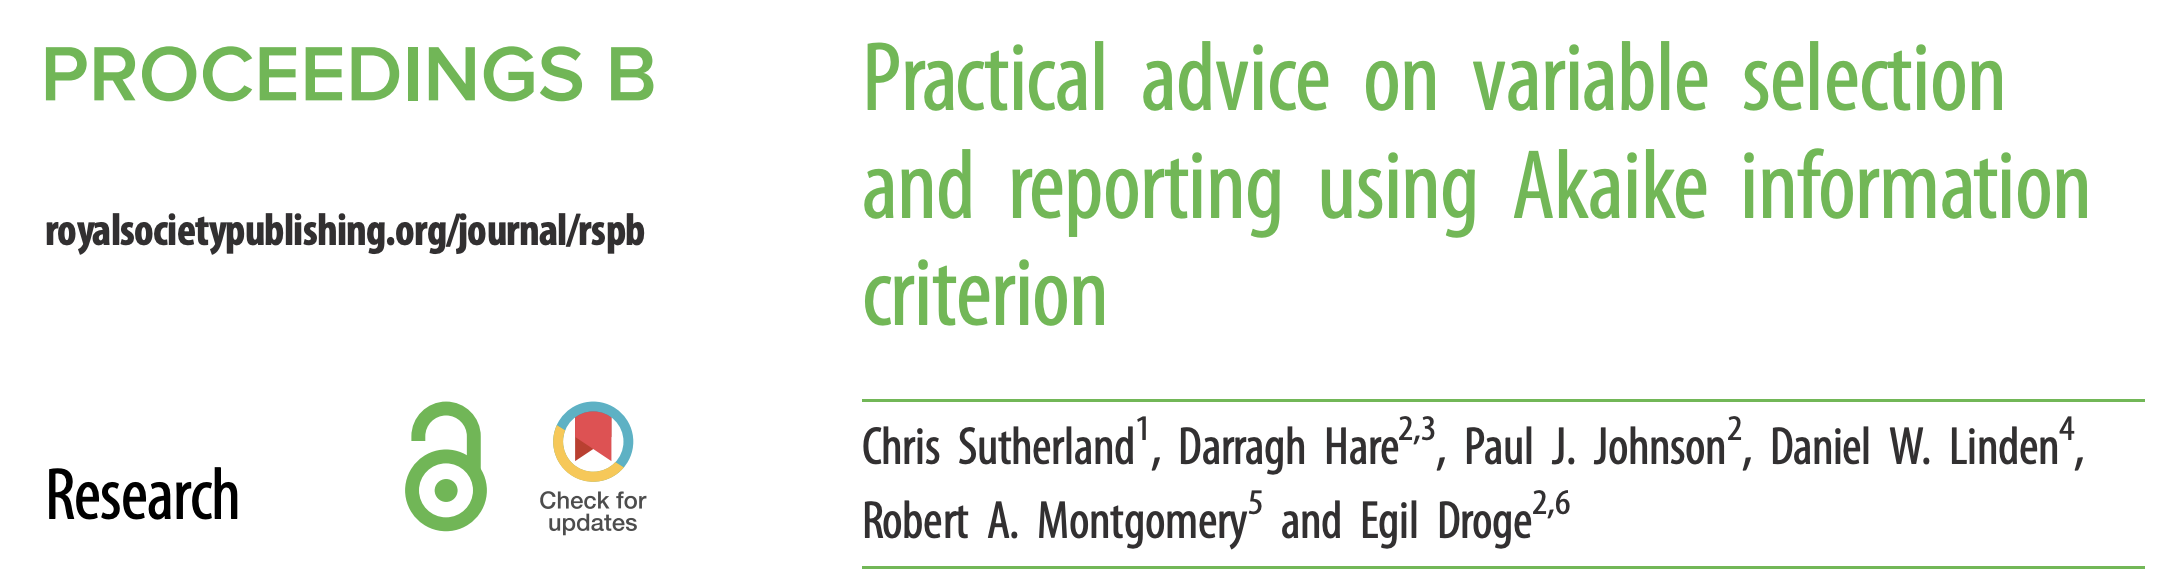 PROCEEDINGS B
royalsocietypublishing.org/journal/rspb
Research
Check for
updates
Practical advice on variable selection
and reporting using Akaike information
criterion
Chris Sutherland1, Darragh Hare2,3, Paul J. Johnson2, Daniel W. Linden4,
Robert A. Montgomery5 and Egil Droge2,6